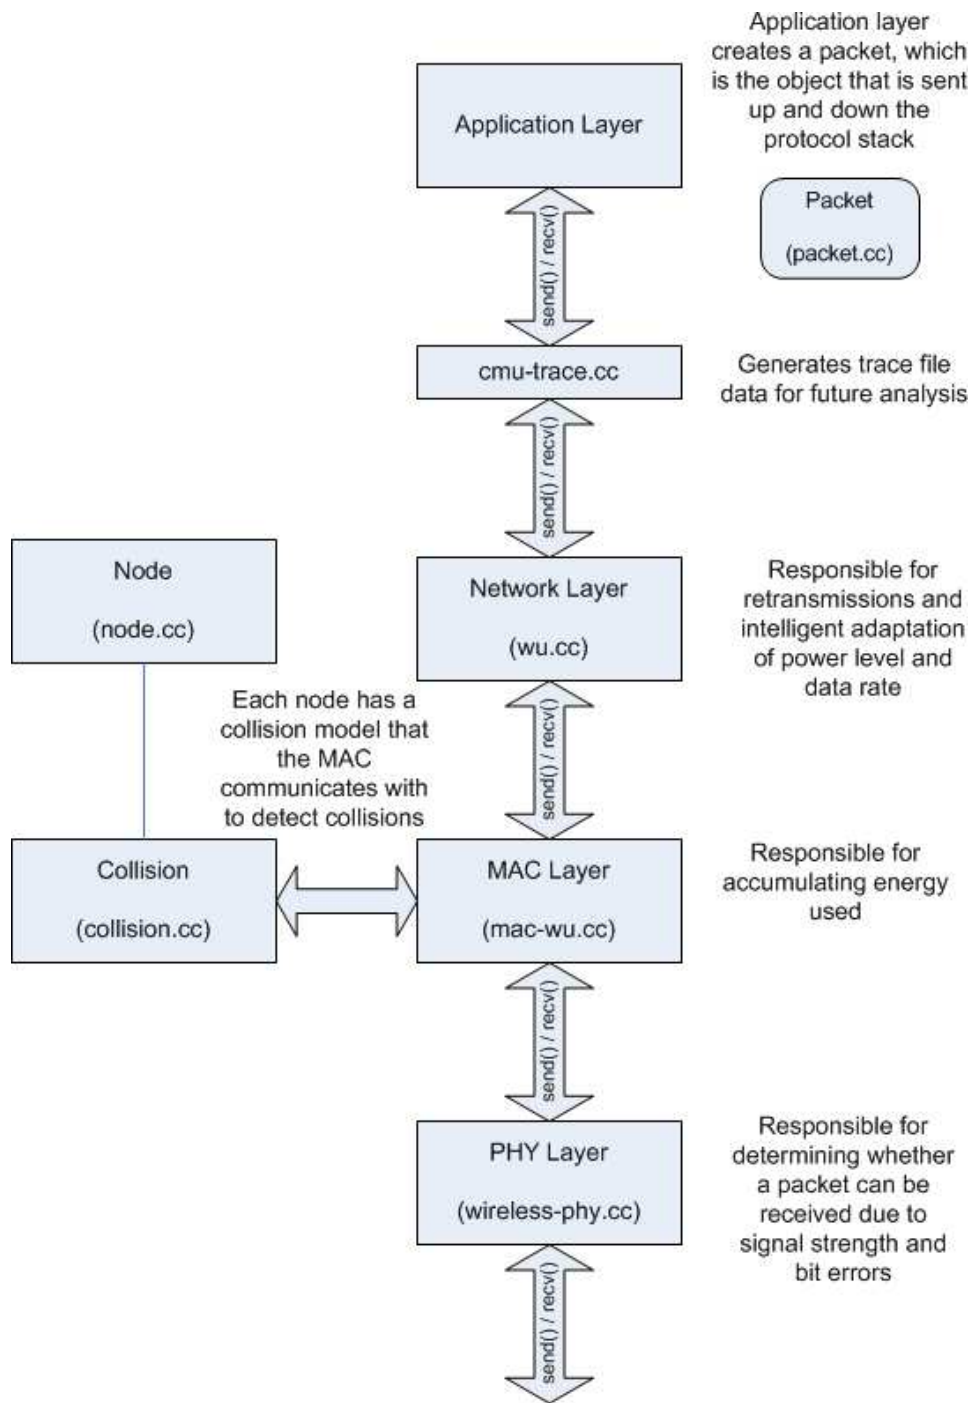 Application layer
creates a packet, which
is the object that is sent
up and down the
protocol stack
Application Layer
Packet
(packet.cc)
send() / recv()
cmu-trace.cc
Generates trace file
data for future analysis
send() / recv()
Node
(node.cc)
Network Layer
(wu.cc)
Responsible for
retransmissions and
intelligent adaptation
of power level and
data rate
Each node has a
collision model that
the MAC
communicates with
to detect collisions
send() / recv()
Collision
(collision.cc)
MAC Layer
(mac-wu.cc)
Responsible for
accumulating energy
used
send() / recv()
PHY Layer
(wireless-phy.cc)
Responsible for
determining whether
a packet can be
received due to
signal strength and
bit errors
send() / recv()